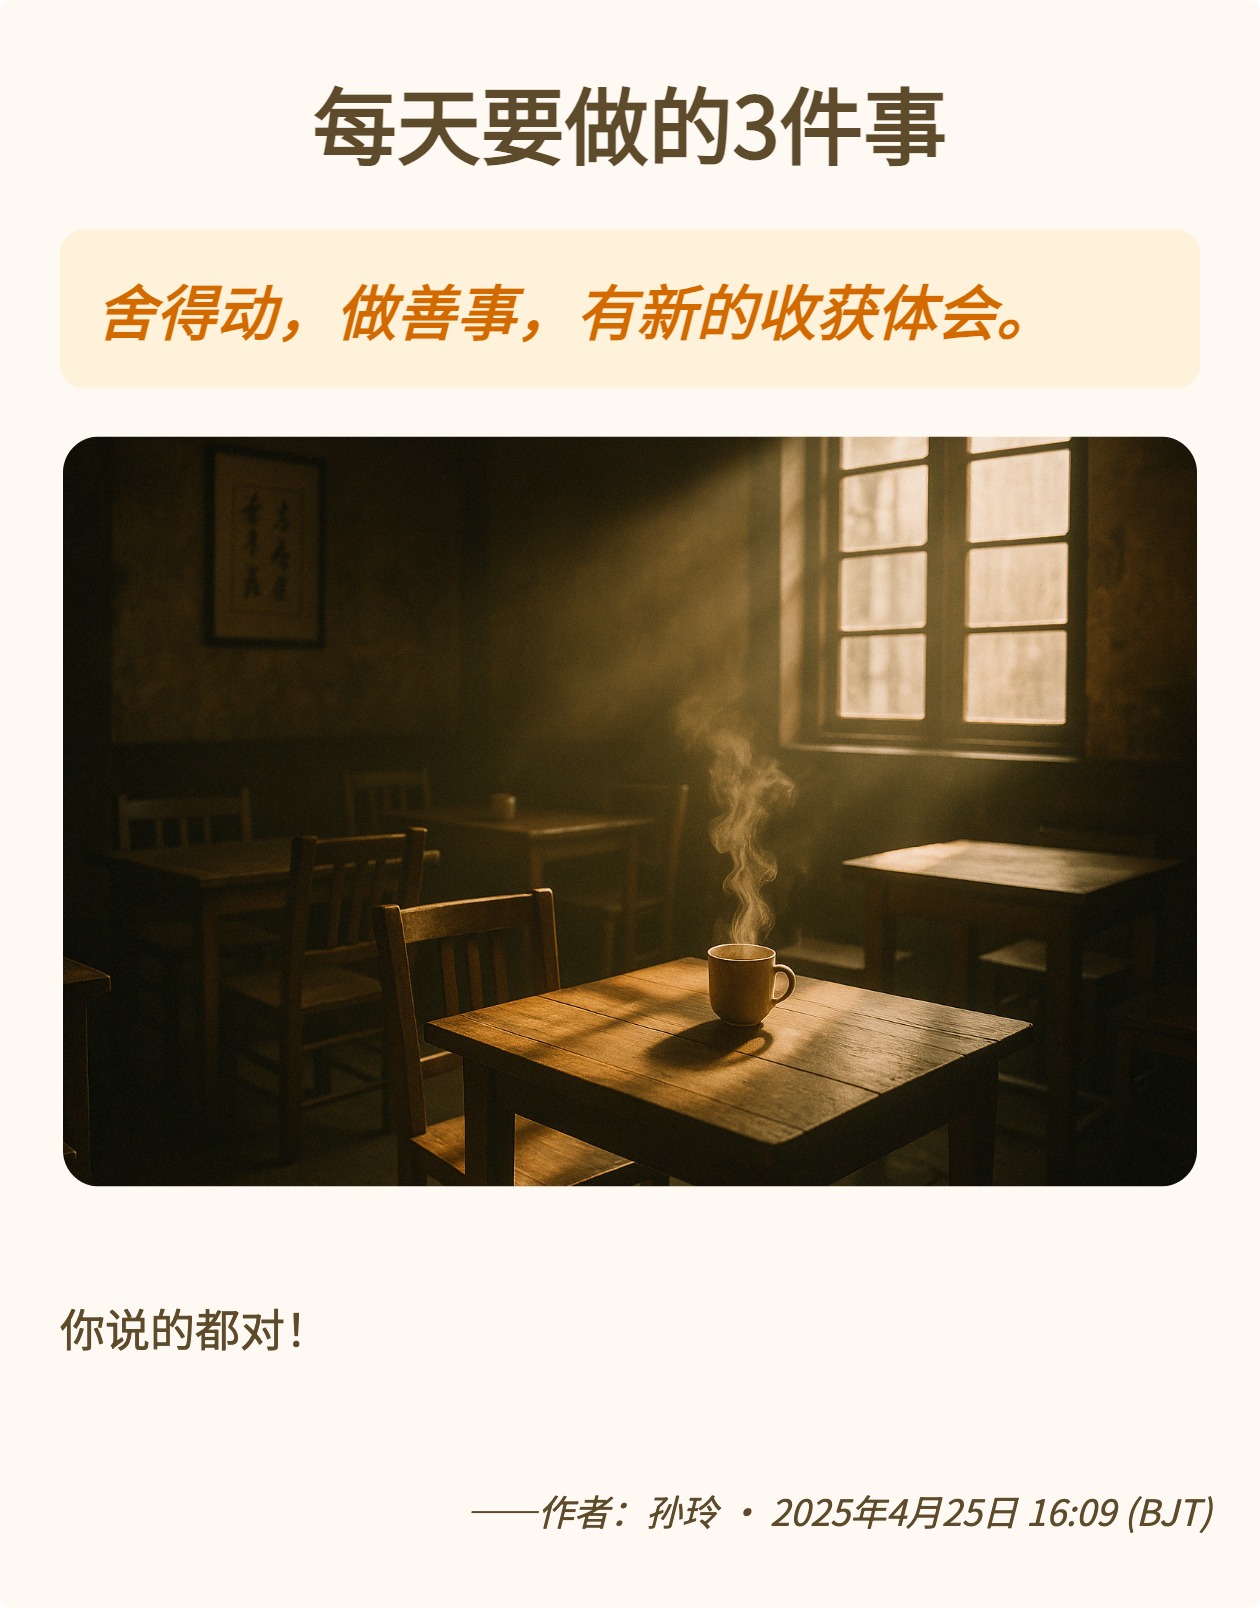 每天要做的3件事
舍得动，做善事，有新的收获体会。
你说的都对！
——作者：孙玲 · 2025年4月25日 16:09 (BJT)